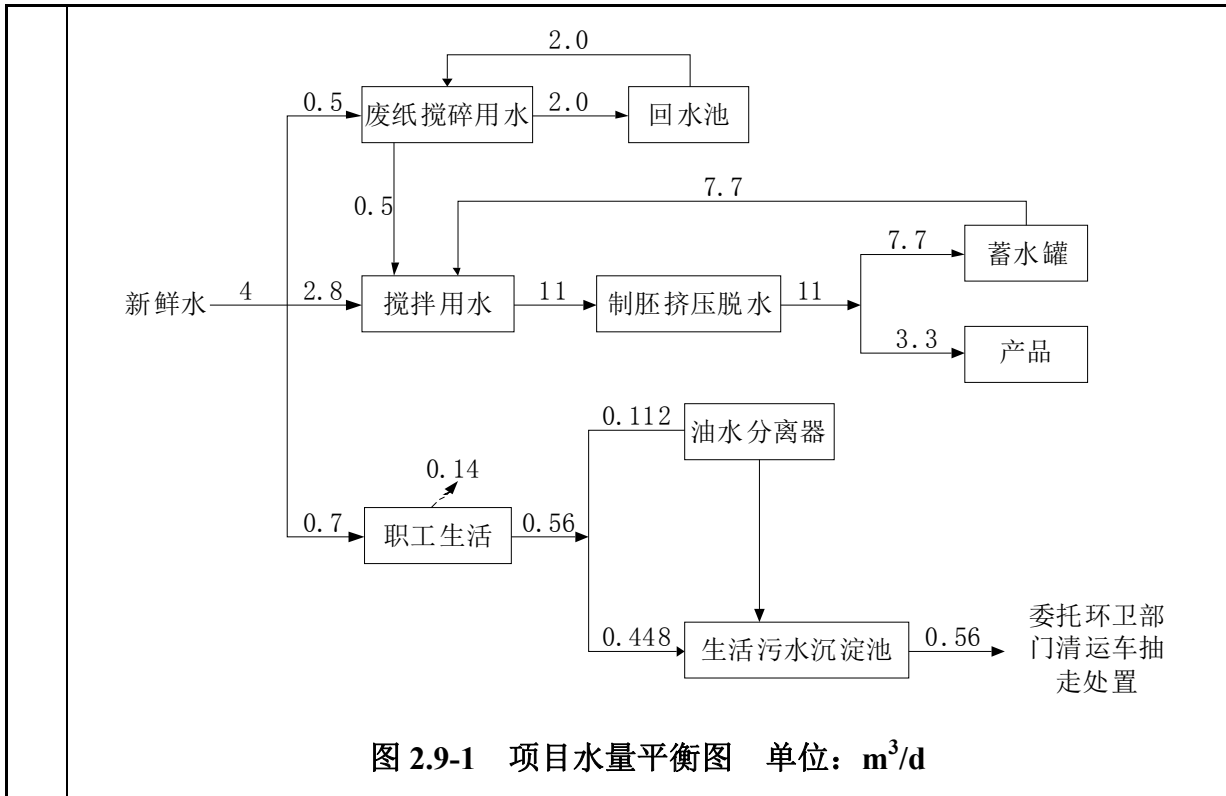 2.0
0.5
废纸搅碎用水
2.0
回水池
0.5
7.7
7.7
蓄水罐
新鲜水
4
2.8
搅拌用水
11
制胚挤压脱水
11
3.3
产品
0.112
油水分离器
0.14
0.7
职工生活
0.56
0.448
生活污水沉淀池
0.56
委托环卫部
门清运车抽
走处置
图 2.9-1 项目水量平衡图 单位：m³/d